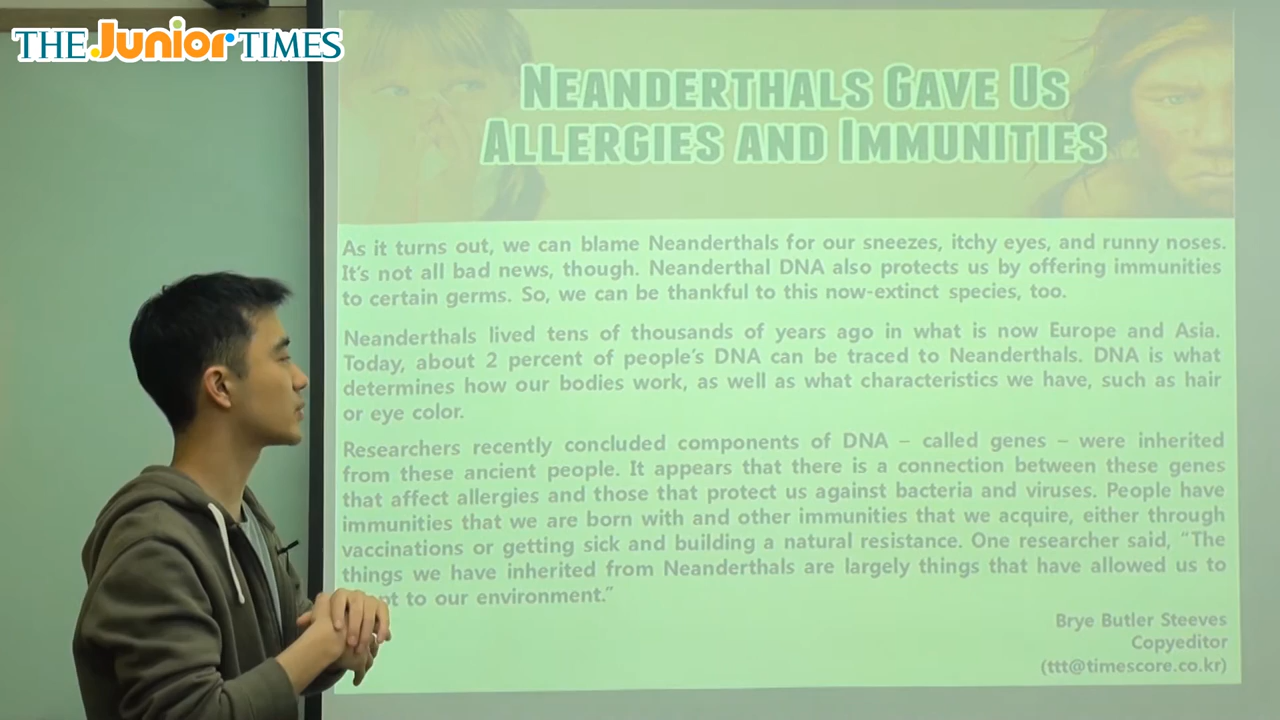 THE Junior TIMES
NEANDERTHALS GAVE US
ALLERGIES AND IMMUNITIES
As it turns out, we can blame Neanderthals for our sneezes, itchy eyes, and runny noses.
It's not all bad news, though. Neanderthal DNA also protects us by offering immunities
to certain germs. So, we can be thankful to this now-extinct species, too.
Neanderthals lived tens of thousands of years ago in what is now Europe and Asia.
Today, about 2 percent of people's DNA can be traced to Neanderthals. DNA is what
determines how our bodies work, as well as what characteristics we have, such as hair
or eye color.
Researchers recently concluded components of DNA – called genes – were inherited
from these ancient people. It appears that there is a connection between these genes
that affect allergies and those that protect us against bacteria and viruses. People have
immunities that we are born with and other immunities that we acquire, either through
vaccinations or getting sick and building a natural resistance. One researcher said, “The
things we have inherited from Neanderthals are largely things that have allowed us to
to our environment.”
Brye Butler Steeves
Copyeditor
(ttt@timescore.co.kr)